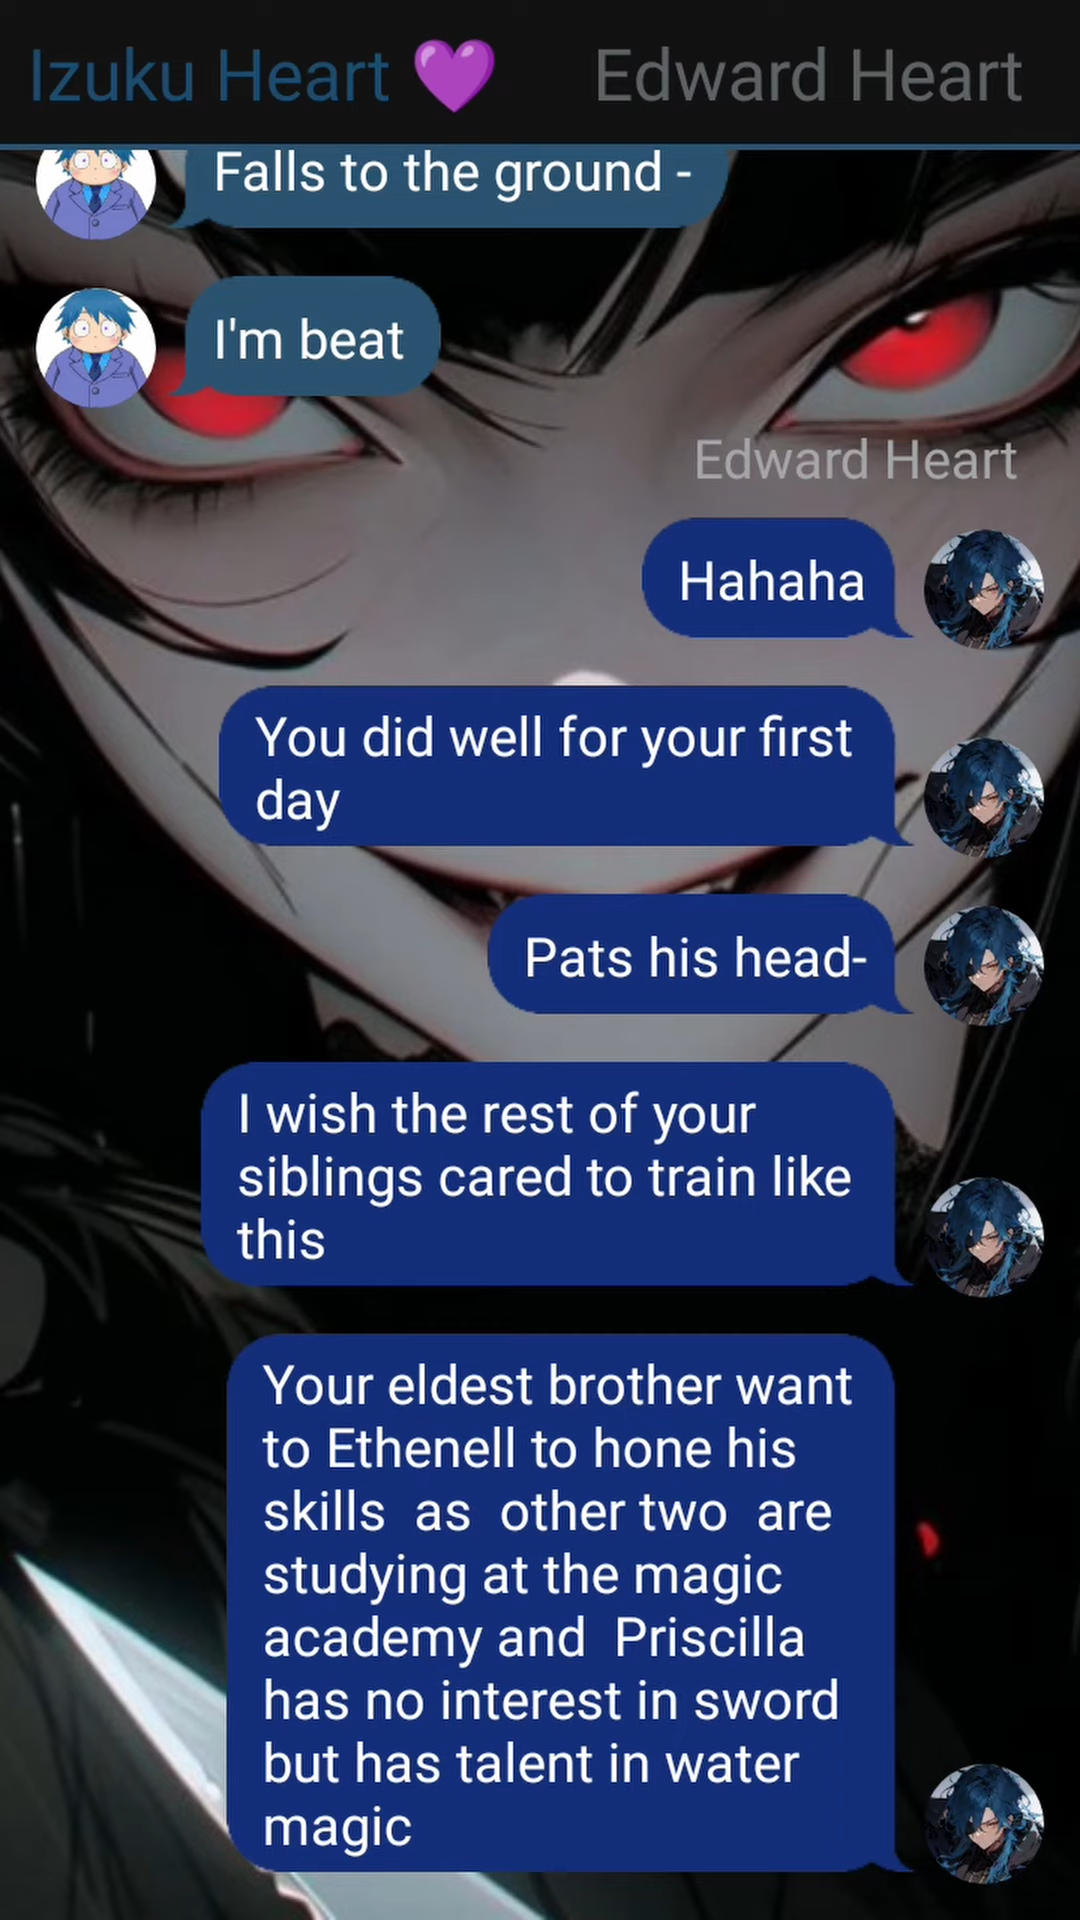 Izuku Heart 💜 Edward Heart
Falls to the ground -
I'm beat
Edward Heart
Hahaha
You did well for your first
day
Pats his head-
I wish the rest of your
siblings cared to train like
this
Your eldest brother want
to Ethenell to hone his
skills  as  other two  are
studying at the magic
academy and  Priscilla
has no interest in sword
but has talent in water
magic